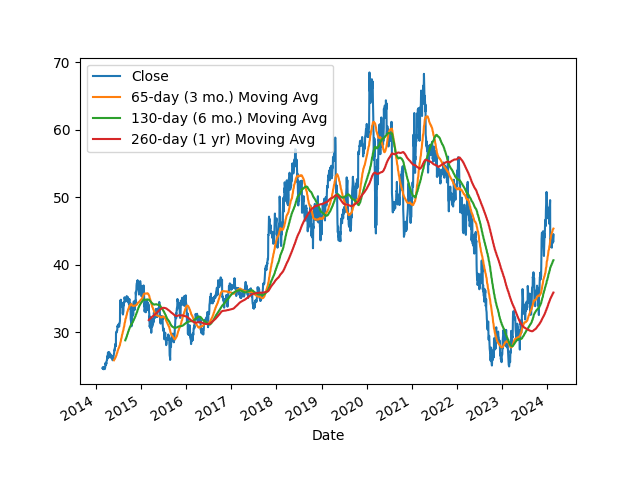 70
60
50
40
30
Close
65-day (3 mo.) Moving Avg
130-day (6 mo.) Moving Avg
260-day (1 yr) Moving Avg
2014 2015 2016 2017 2018 2019 2020 2021 2022 2023 2024
Date